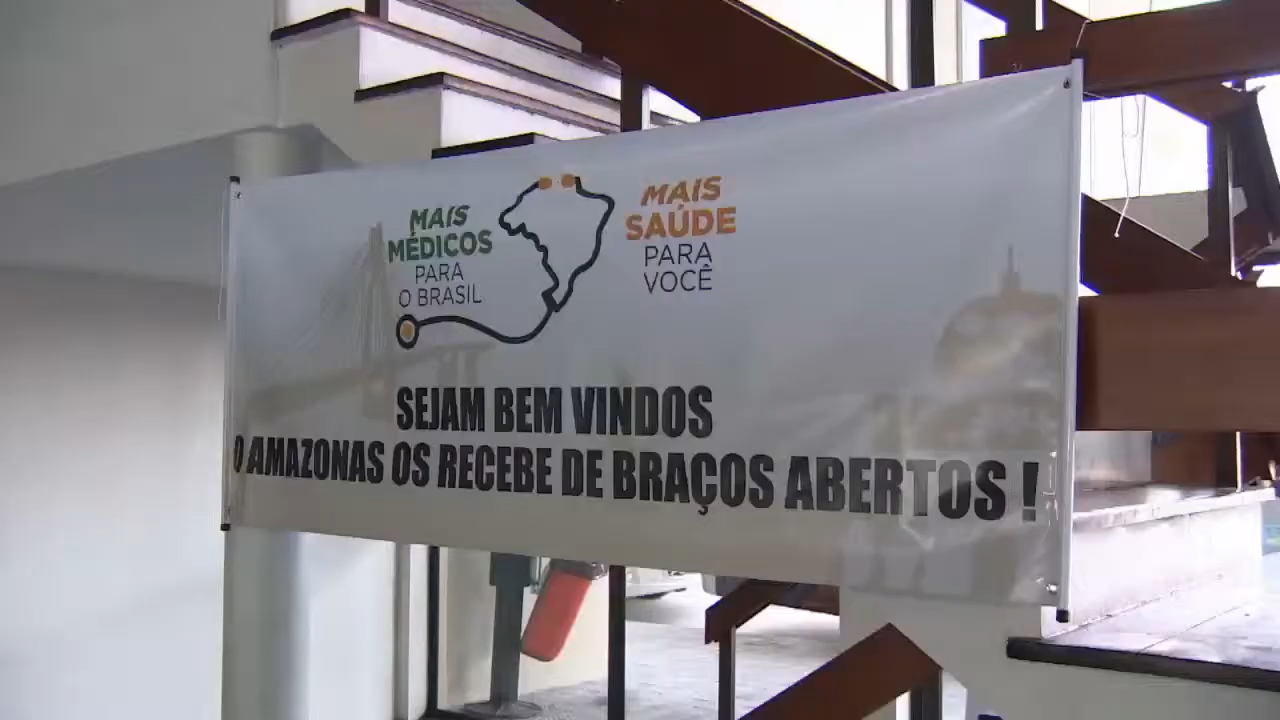 MAIS
MÉDICOS
PARA
O BRASIL
MAIS
SAÚDE
PARA
VOCÊ
SEJAM BEM VINDOS
O AMAZONAS OS RECEBE DE BRAÇOS ABERTOS !